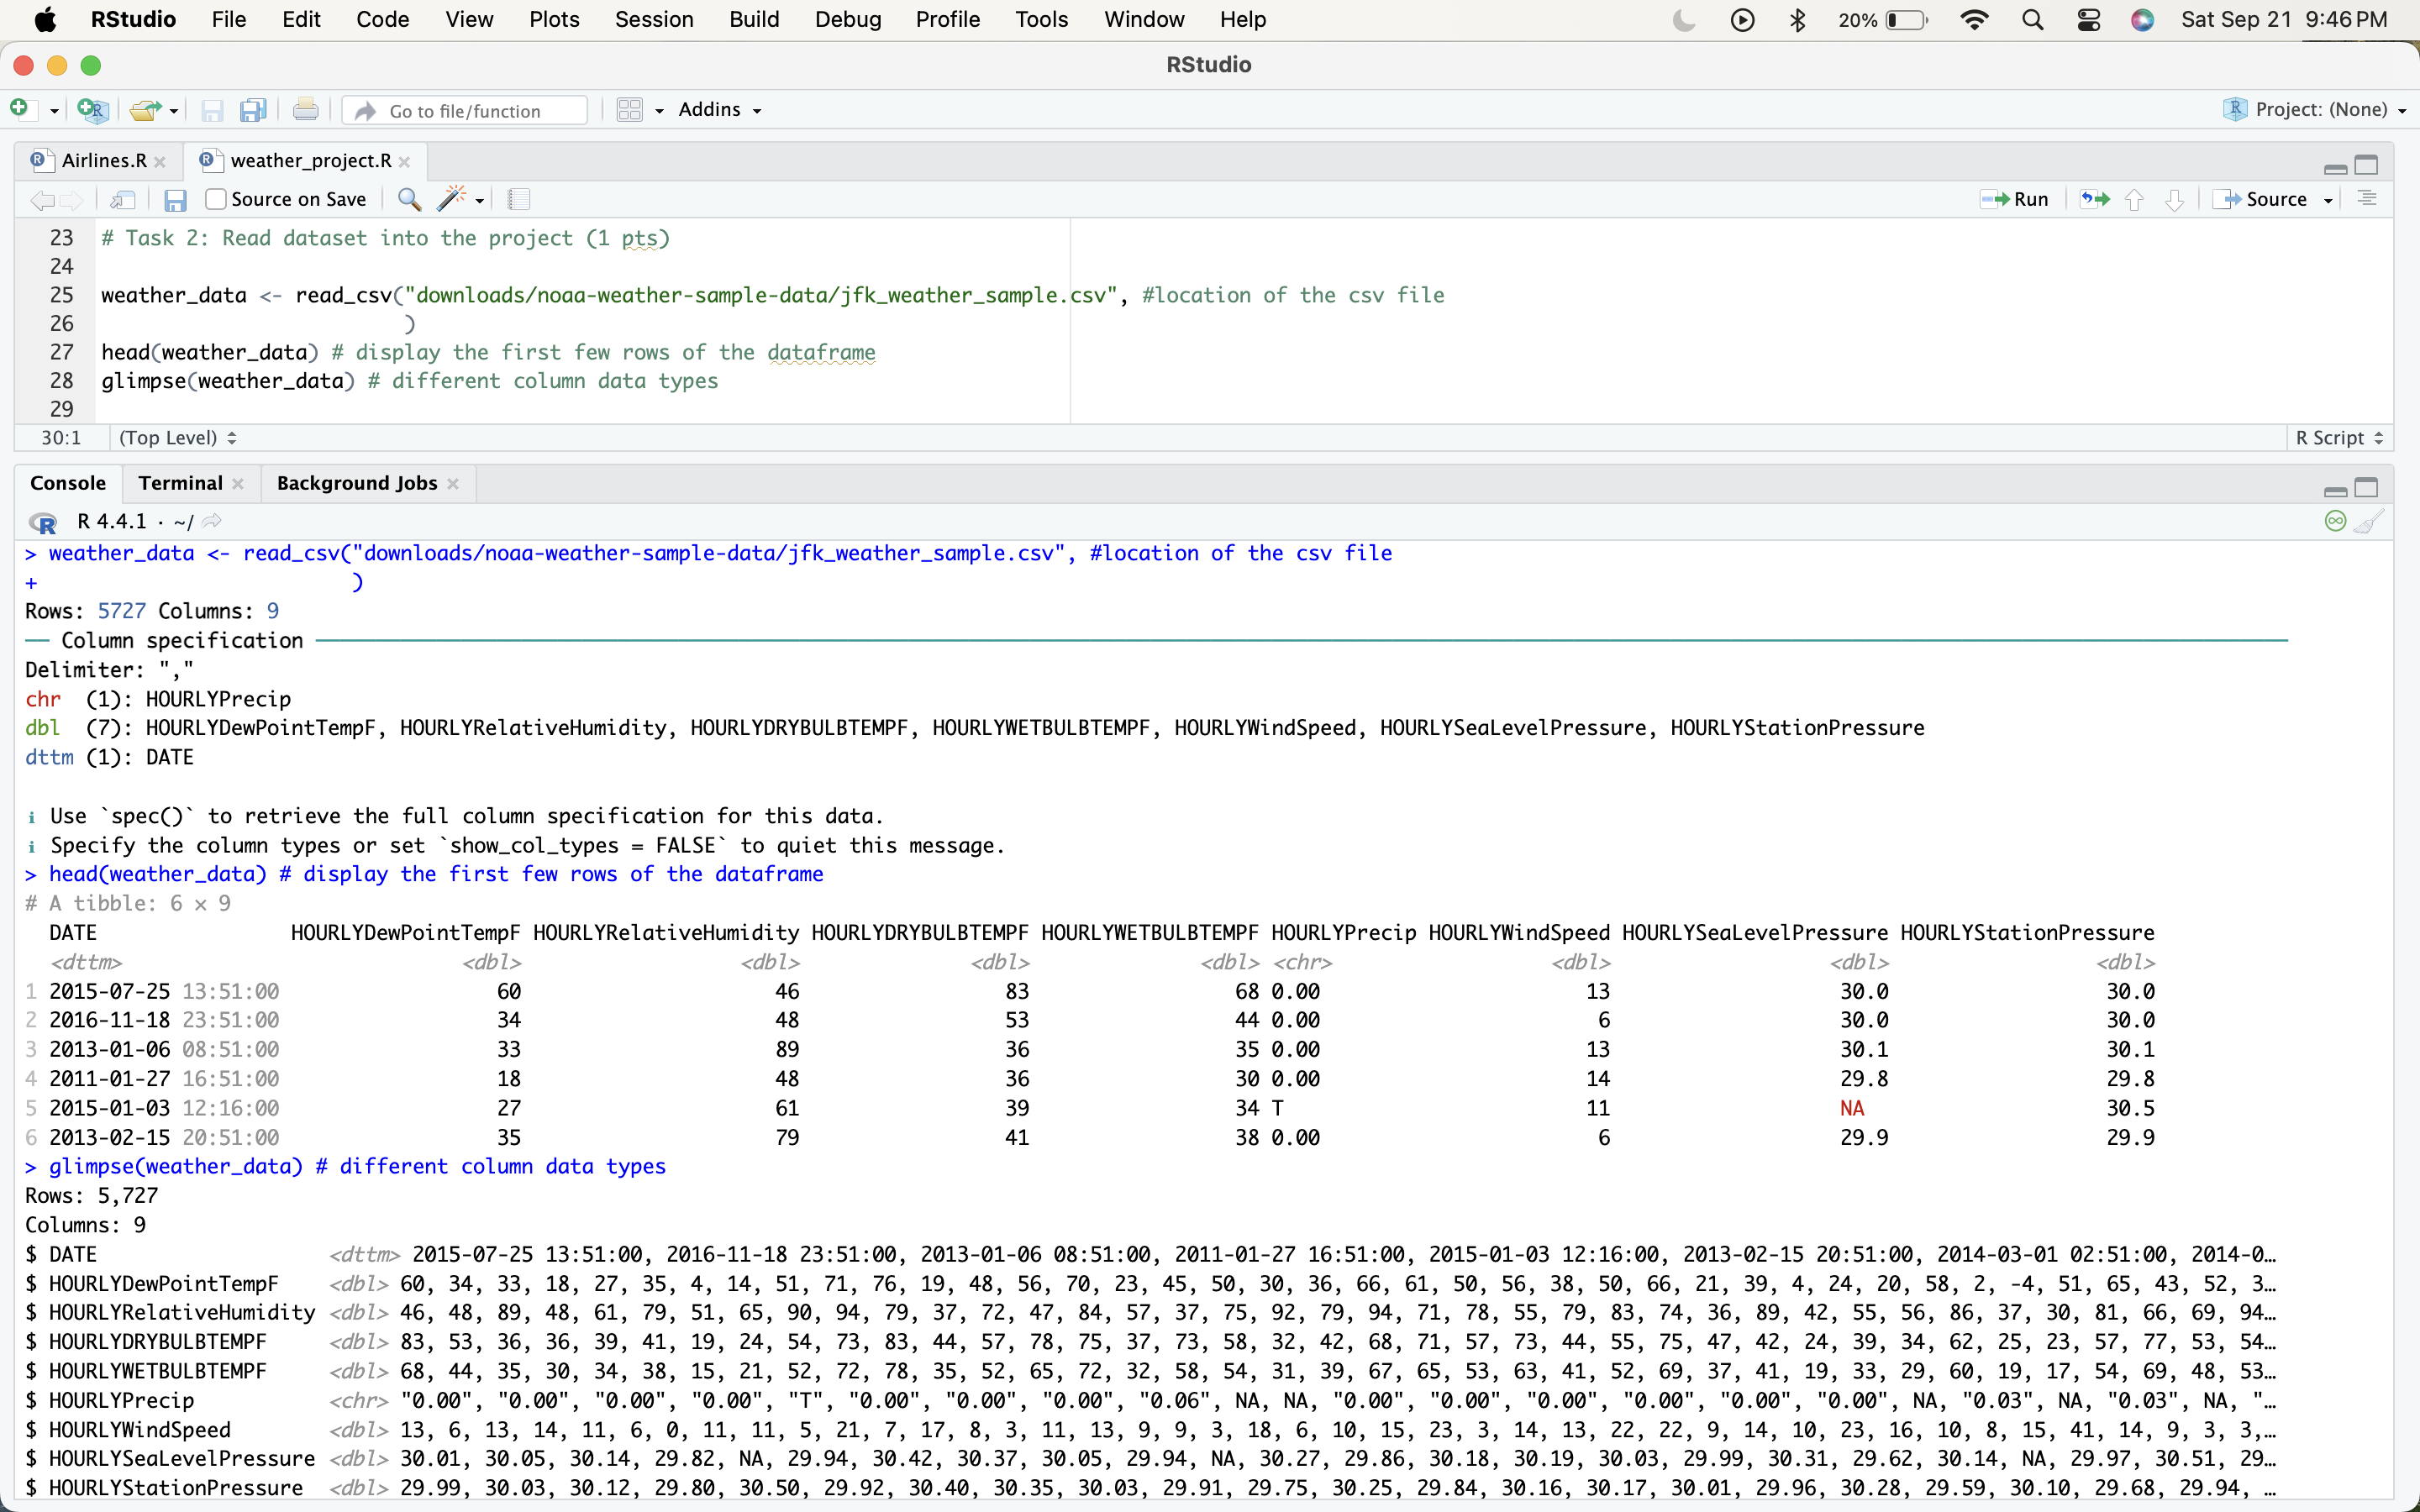 RStudio File Edit Code View Plots Session Build Debug Profile Tools Window Help 20% Sat Sep 21 9:46 PM
RStudio
Go to file/function Addins Project: (None)
Airlines.R weather_project.R
Source on Save Run Source
23 # Task 2: Read dataset into the project (1 pts)
24
25 weather_data <- read_csv("downloads/noaa-weather-sample-data/jfk_weather_sample.csv", #location of the csv file
26 )
27 head(weather_data) # display the first few rows of the dataframe
28 glimpse(weather_data) # different column data types
29
30:1 (Top Level) R Script
Console Terminal Background Jobs
R 4.4.1 · ~/
> weather_data <- read_csv("downloads/noaa-weather-sample-data/jfk_weather_sample.csv", #location of the csv file
+ )
Rows: 5727 Columns: 9
── Column specification ──
Delimiter: ","
chr (1): HOURLYPrecip
dbl (7): HOURLYDewPointTempF, HOURLYRelativeHumidity, HOURLYDRYBULBTEMPF, HOURLYWETBULBTEMPF, HOURLYWindSpeed, HOURLYSeaLevelPressure, HOURLYStationPressure
dttm (1): DATE
i Use `spec()` to retrieve the full column specification for this data.
i Specify the column types or set `show_col_types = FALSE` to quiet this message.
> head(weather_data) # display the first few rows of the dataframe
# A tibble: 6 × 9
DATE HOURLYDewPointTempF HOURLYRelativeHumidity HOURLYDRYBULBTEMPF HOURLYWETBULBTEMPF HOURLYPrecip HOURLYWindSpeed HOURLYSeaLevelPressure HOURLYStationPressure
<dttm> <dbl> <dbl> <dbl> <dbl> <chr> <dbl> <dbl> <dbl>
1 2015-07-25 13:51:00 60 46 83 68 0.00 13 30.0 30.0
2 2016-11-18 23:51:00 34 48 53 44 0.00 6 30.0 30.0
3 2013-01-06 08:51:00 33 89 36 35 0.00 13 30.1 30.1
4 2011-01-27 16:51:00 18 48 36 30 0.00 14 29.8 29.8
5 2015-01-03 12:16:00 27 61 39 34 T 11 NA 30.5
6 2013-02-15 20:51:00 35 79 41 38 0.00 6 29.9 29.9
> glimpse(weather_data) # different column data types
Rows: 5,727
Columns: 9
$ DATE <dttm> 2015-07-25 13:51:00, 2016-11-18 23:51:00, 2013-01-06 08:51:00, 2011-01-27 16:51:00, 2015-01-03 12:16:00, 2013-02-15 20:51:00, 2014-03-01 02:51:00, 2014-0…
$ HOURLYDewPointTempF <dbl> 60, 34, 33, 18, 27, 35, 4, 14, 51, 71, 76, 19, 48, 56, 70, 23, 45, 50, 30, 36, 66, 61, 50, 56, 38, 50, 66, 21, 39, 4, 24, 20, 58, 2, -4, 51, 65, 43, 52, 3…
$ HOURLYRelativeHumidity <dbl> 46, 48, 89, 48, 61, 79, 51, 65, 90, 94, 79, 37, 72, 47, 84, 57, 37, 75, 92, 79, 94, 71, 78, 55, 79, 83, 74, 36, 89, 42, 55, 56, 86, 37, 30, 81, 66, 69, 94…
$ HOURLYDRYBULBTEMPF <dbl> 83, 53, 36, 36, 39, 41, 19, 24, 54, 73, 83, 44, 57, 78, 75, 37, 73, 58, 32, 42, 68, 71, 57, 73, 44, 55, 75, 47, 42, 24, 39, 34, 62, 25, 23, 57, 77, 53, 54…
$ HOURLYWETBULBTEMPF <dbl> 68, 44, 35, 30, 34, 38, 15, 21, 52, 72, 78, 35, 52, 65, 72, 32, 58, 54, 31, 39, 67, 65, 53, 63, 41, 52, 69, 37, 41, 19, 33, 29, 60, 19, 17, 54, 69, 48, 53…
$ HOURLYPrecip <chr> "0.00", "0.00", "0.00", "0.00", "T", "0.00", "0.00", "0.00", "0.06", NA, NA, "0.00", "0.00", "0.00", "0.00", "0.00", "0.00", NA, "0.03", NA, "0.03", NA, "…
$ HOURLYWindSpeed <dbl> 13, 6, 13, 14, 11, 6, 0, 11, 11, 5, 21, 7, 17, 8, 3, 11, 13, 9, 9, 3, 18, 6, 10, 15, 23, 3, 14, 13, 22, 22, 9, 14, 10, 23, 16, 10, 8, 15, 41, 14, 9, 3, 3,…
$ HOURLYSeaLevelPressure <dbl> 30.01, 30.05, 30.14, 29.82, NA, 29.94, 30.42, 30.37, 30.05, 29.94, NA, 30.27, 29.86, 30.18, 30.19, 30.03, 29.99, 30.31, 29.62, 30.14, NA, 29.97, 30.51, 29…
$ HOURLYStationPressure <dbl> 29.99, 30.03, 30.12, 29.80, 30.50, 29.92, 30.40, 30.35, 30.03, 29.91, 29.75, 30.25, 29.84, 30.16, 30.17, 30.01, 29.96, 30.28, 29.59, 30.10, 29.68, 29.94, …